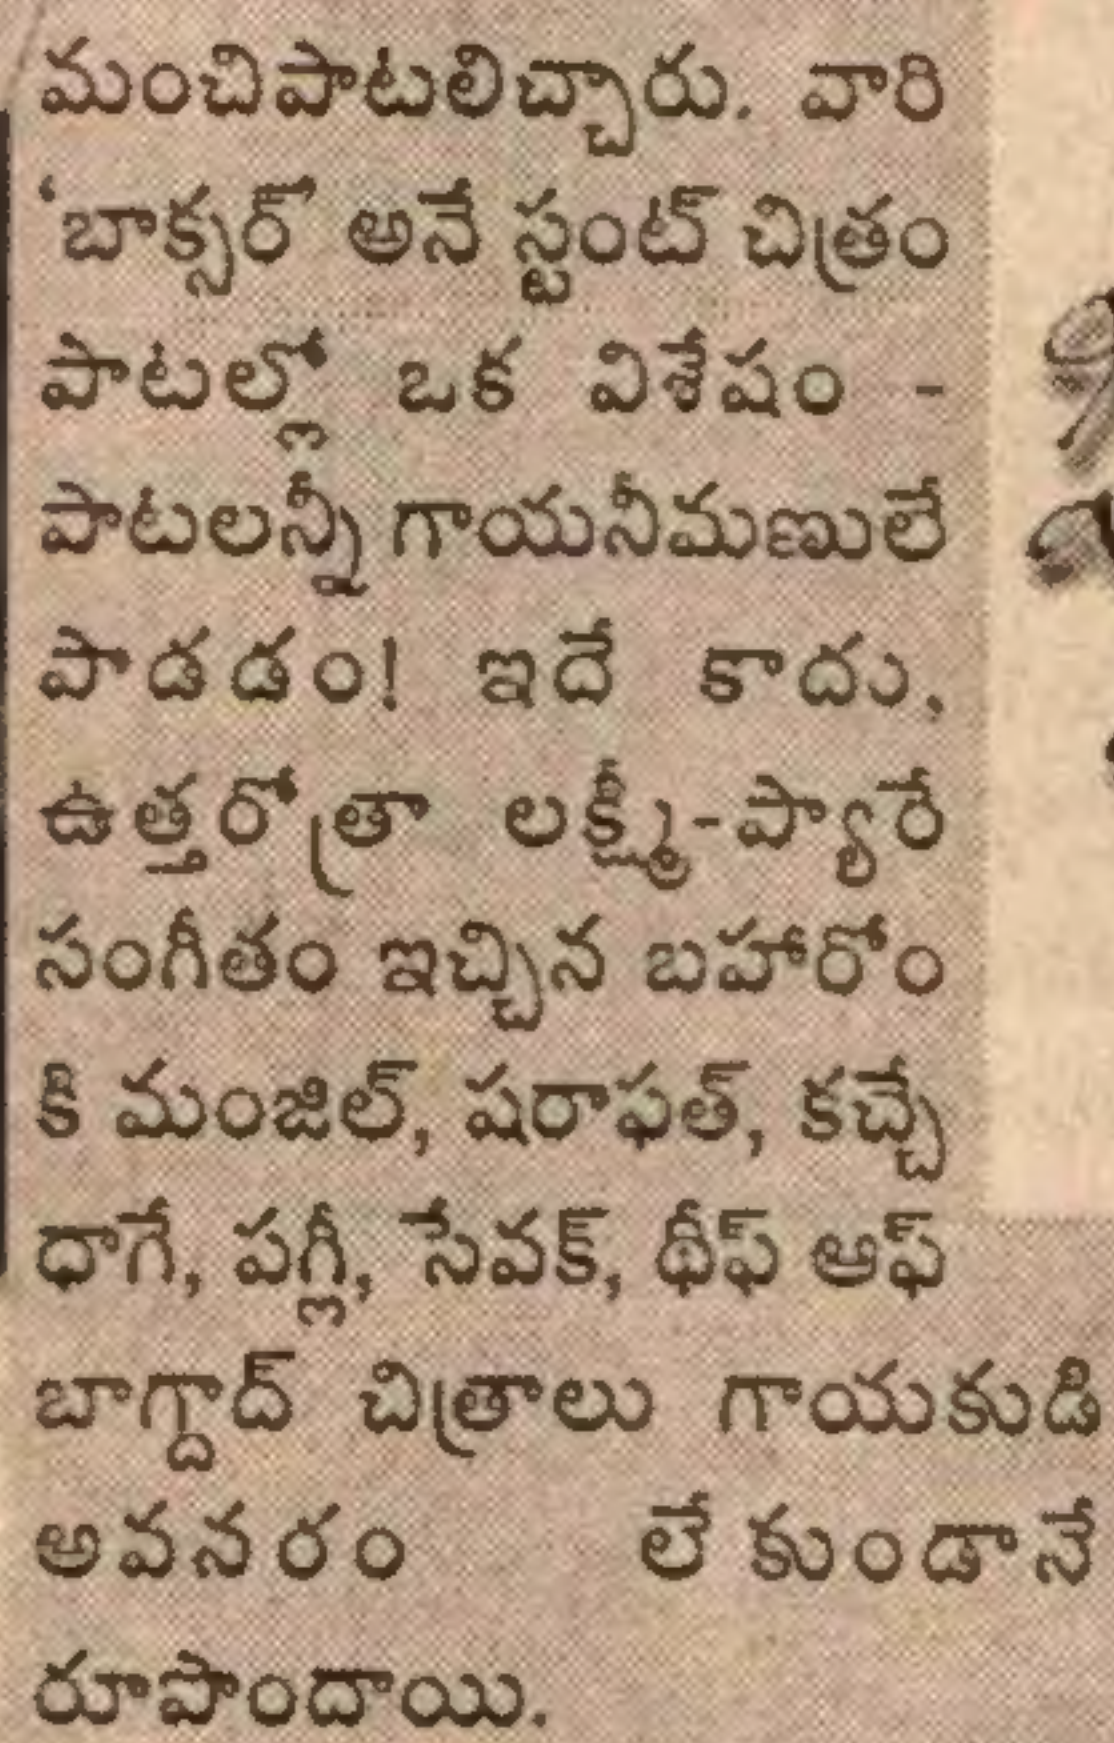 మంచిపాటలిచ్చారు. వారి
‘బాక్సర్’ అనే స్టంట్ చిత్రం
పాటల్లో ఒక విశేషం -
పాటలన్నీ గాయనీమణులే
పాడడం! ఇదే కాదు,
ఉత్తరోత్రా లక్ష్మీ-ప్యారే
సంగీతం ఇచ్చిన బహారోం
కి మంజిల్, షరాఫత్, కచ్చే
ధాగే, పగ్లీ, సేవక్, థీఫ్ ఆఫ్
బాగ్దాద్ చిత్రాలు గాయకుడి
అవసరం లేకుండానే
రూపొందాయి.